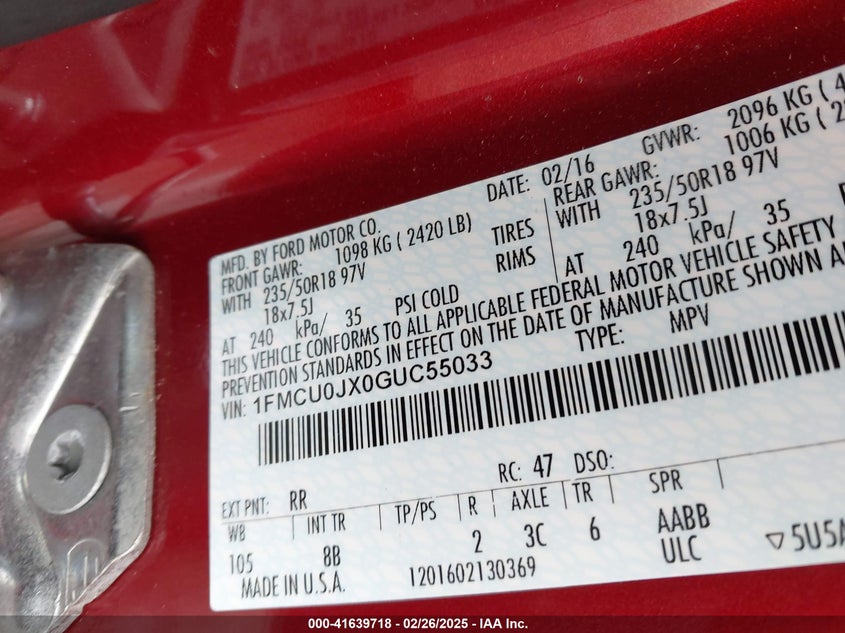 MFD. BY FORD MOTOR CO. DATE: 02/16 GVWR: 2096 KG (
FRONT GAWR: 1098 KG ( 2420 LB) REAR GAWR: 1006 KG (
WITH 235/50R18 97V TIRES WITH 235/50R18 97V
18x7.5J RIMS 18x7.5J
AT 240 kPa/ 35 PSI COLD AT 240 kPa/ 35
THIS VEHICLE CONFORMS TO ALL APPLICABLE FEDERAL MOTOR VEHICLE SAFETY
PREVENTION STANDARDS IN EFFECT ON THE DATE OF MANUFACTURE SHOWN
VIN: 1FMCU0JX0GUC55033 TYPE: MPV
EXT PNT: RR RC: 47 DSO:
WB INT TR TP/PS R AXLE TR SPR
105 8B 2 3C 6 AABB
ULC ▽5U5A
MADE IN U.S.A. 1201602130369
000-41639718 - 02/26/2025 - IAA Inc.